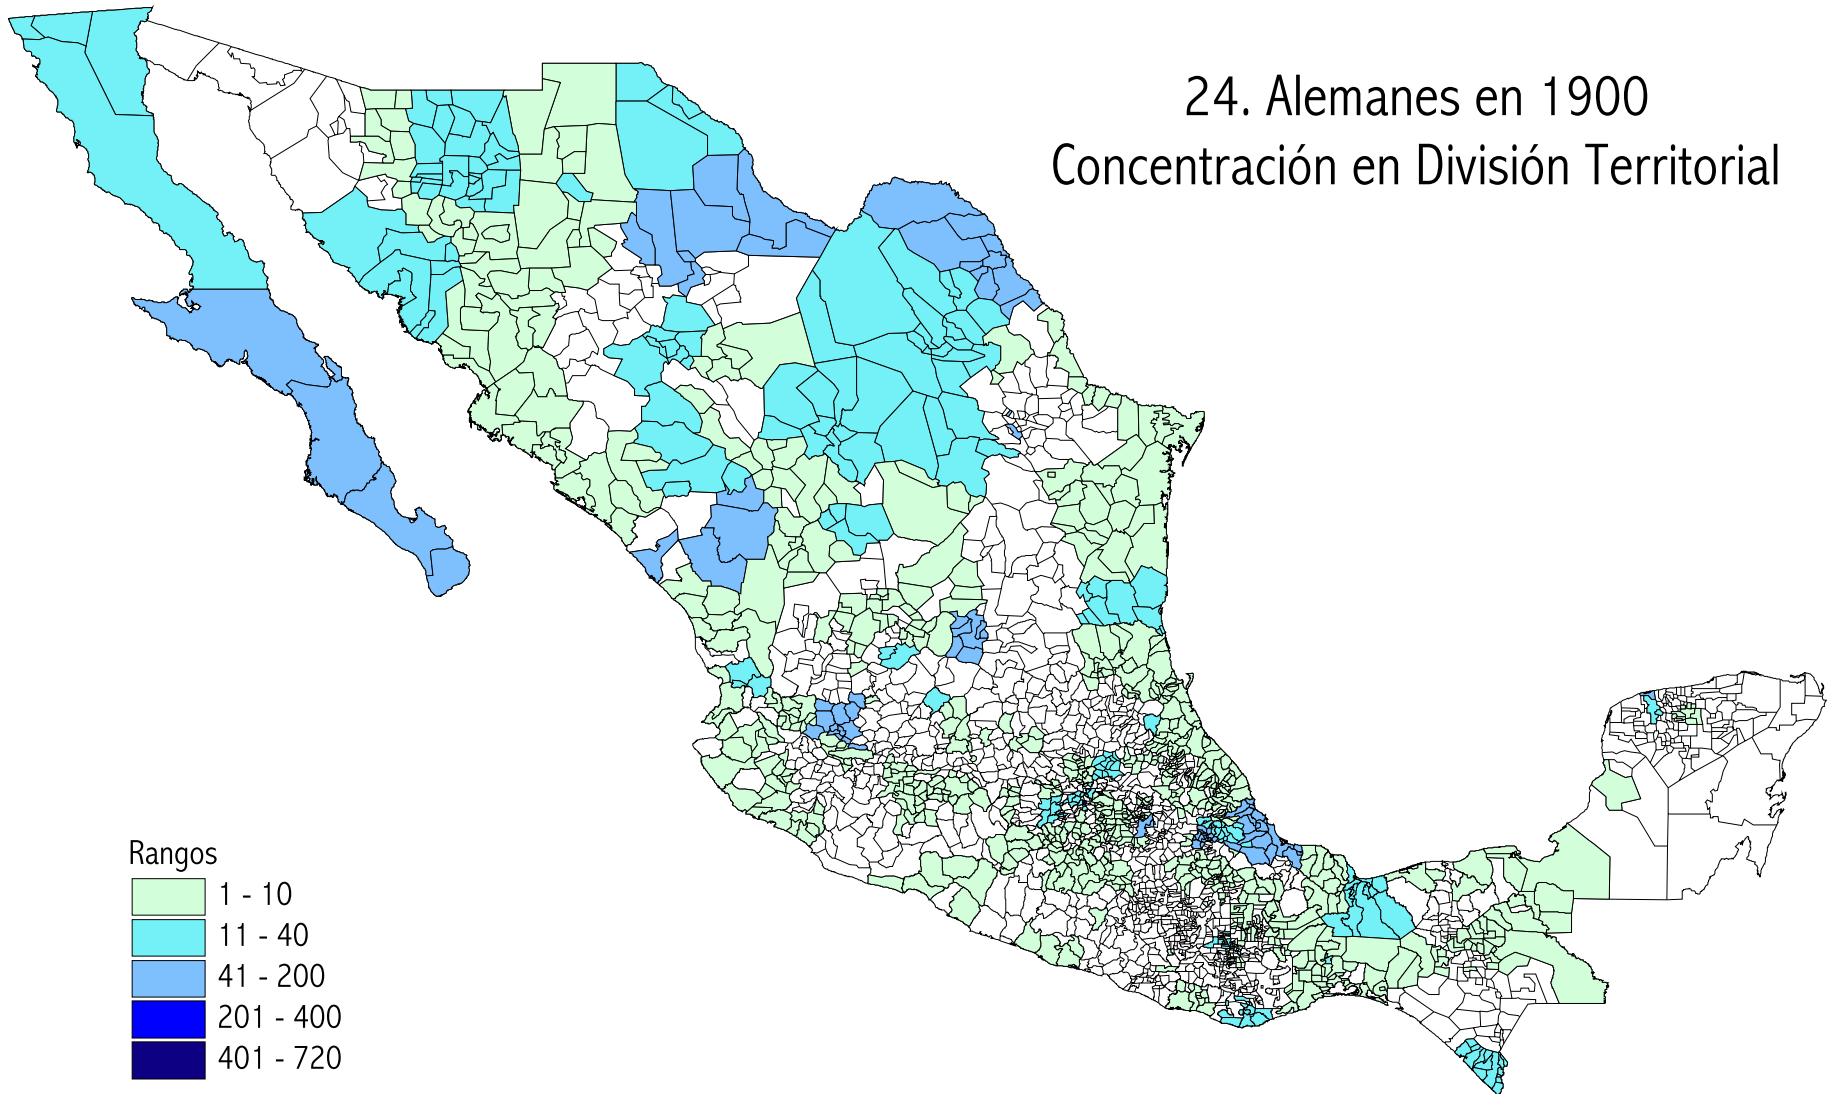 24. Alemanes en 1900
Concentración en División Territorial
Rangos
1 - 10
11 - 40
41 - 200
201 - 400
401 - 720